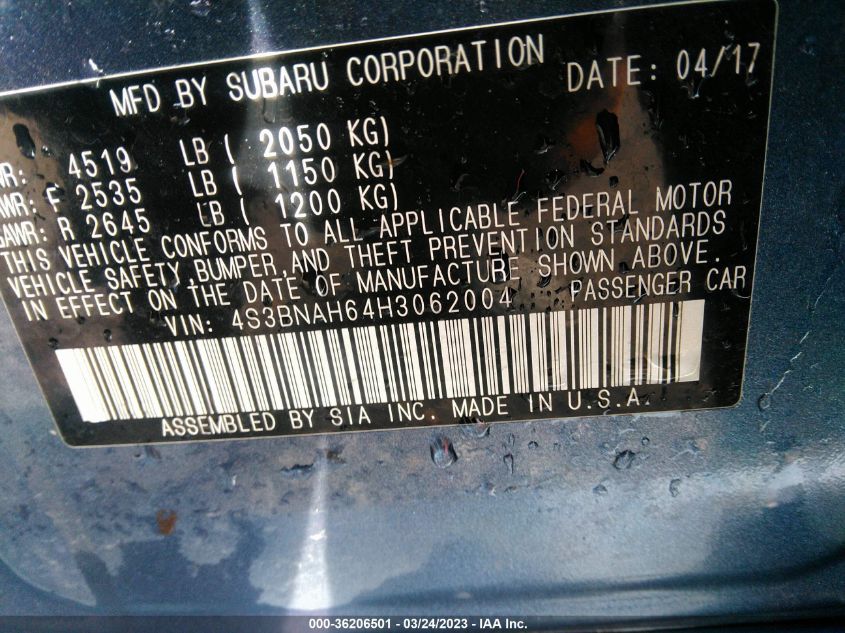 MFD BY SUBARU CORPORATION DATE: 04/17
WR: 4519 LB ( 2050 KG)
AWR: F 2535 LB ( 1150 KG)
GAWR: R 2645 LB ( 1200 KG)
THIS VEHICLE CONFORMS TO ALL APPLICABLE FEDERAL MOTOR
VEHICLE SAFETY, BUMPER, AND THEFT PREVENTION STANDARDS
IN EFFECT ON THE DATE OF MANUFACTURE SHOWN ABOVE.
VIN: 4S3BNAH64H3062004 PASSENGER CAR
ASSEMBLED BY SIA INC. MADE IN U.S.A.
000-36206501 - 03/24/2023 - IAA Inc.